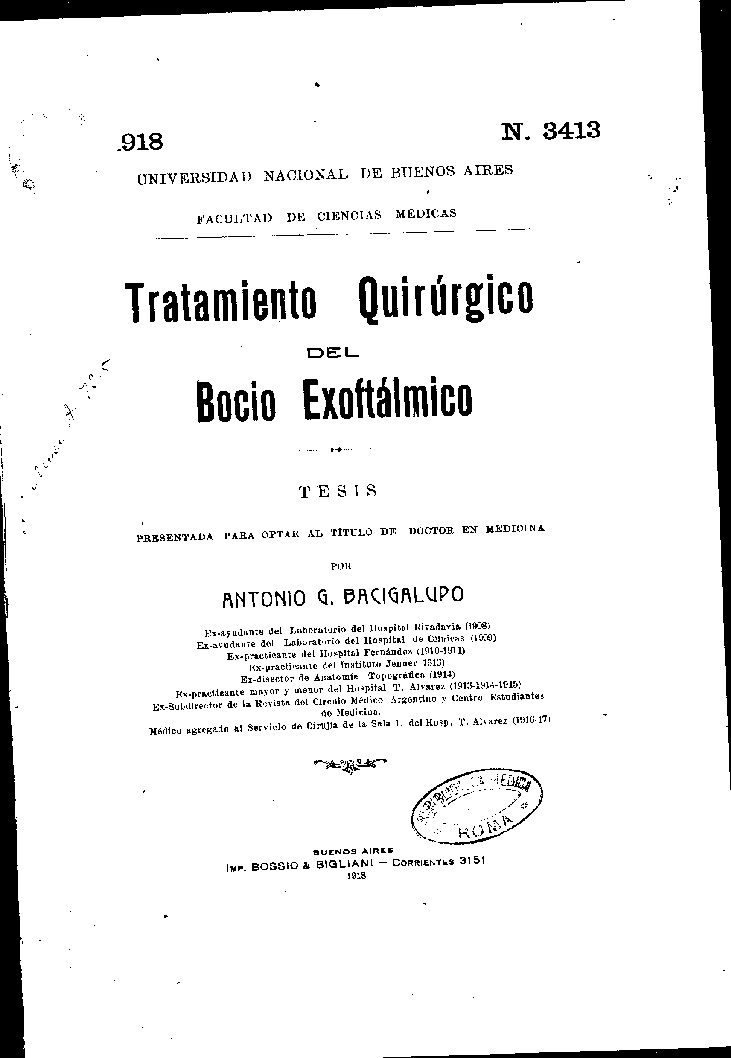 .918 N. 3413
UNIVERSIDAD NACIONAL DE BUENOS AIRES
FACULTAD DE CIENCIAS MÉDICAS
Tratamiento Quirúrgico
DEL
Bocio Exoftálmico
TESIS
PRESENTADA PARA OPTAR AL TÍTULO DE DOCTOR EN MEDICINA
POR
ANTONIO G. BACIGALUPO
Ex-ayudante del Laboratorio del Hospital Rivadavia (1908)
Ex-ayudante del Laboratorio del Hospital de Clínicas (1909)
Ex-practicante del Hospital Fernández (1910-1911)
Ex-practicante del Instituto Jenner 1913)
Ex-disector de Anatomía Topográfica (1914)
Ex-practicante mayor y menor del Hospital T. Alvarez (1913-1914-1915)
Ex-Subdirector de la Revista del Círculo Médico Argentino y Centro Estudiantes
de Medicina.
Médico agregado al Servicio de Cirujía de la Sala I. del Hosp. T. Alvarez (1916-17)
MEDICA
ROMA
BUENOS AIRES
IMP. BOSSIO & BIGLIANI — CORRIENTES 3151
1918